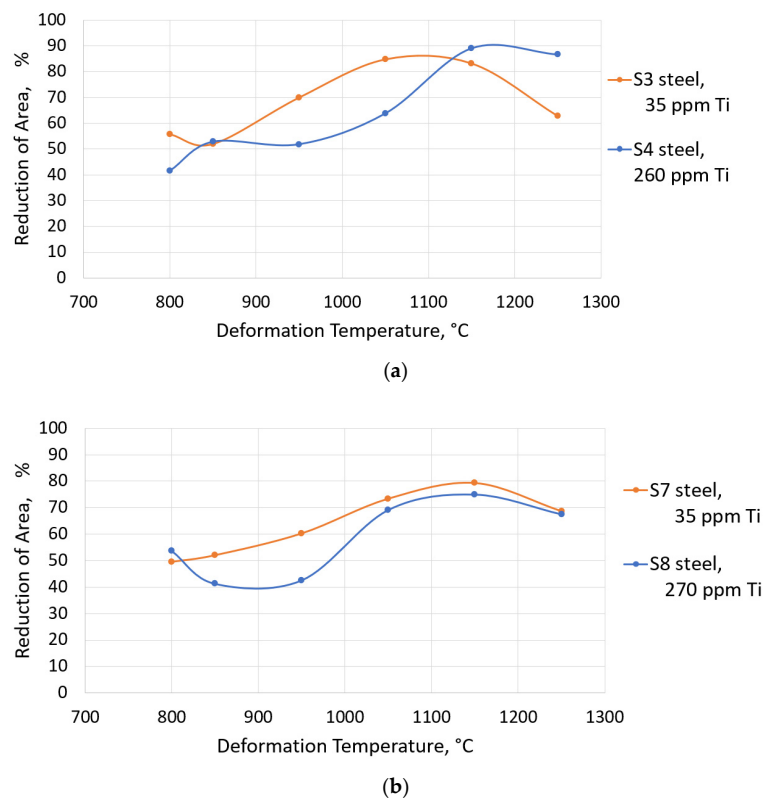 100
90
80
70
60
50
40
30
20
10
0
Reduction of Area, %
700 800 900 1000 1100 1200 1300
Deformation Temperature, °C
S3 steel,
35 ppm Ti
S4 steel,
260 ppm Ti
(a)
100
90
80
70
60
50
40
30
20
10
0
Reduction of Area, %
700 800 900 1000 1100 1200 1300
Deformation Temperature, °C
S7 steel,
35 ppm Ti
S8 steel,
270 ppm Ti
(b)